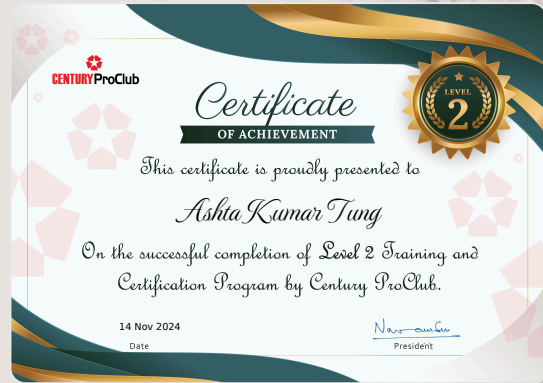 CENTURY ProClub
Certificate
OF ACHIEVEMENT
LEVEL
2
This certificate is proudly presented to
Ashta Kumar Tung
On the successful completion of Level 2 Training and
Certification Program by Century ProClub.
14 Nov 2024
Date
President